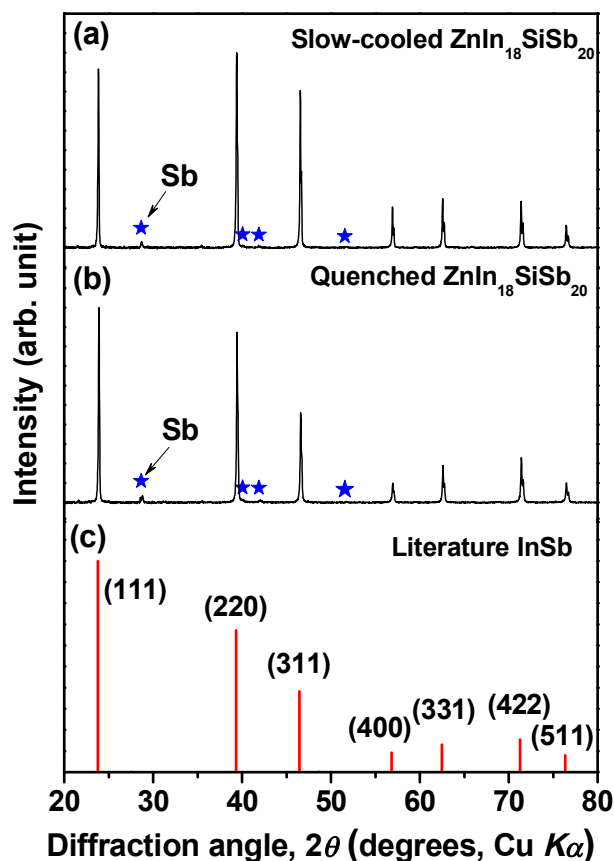 (a)
Slow-cooled ZnIn₁₈SiSb₂₀
Sb
(b)
Quenched ZnIn₁₈SiSb₂₀
Sb
(c)
Literature InSb
(111)
(220)
(311)
(400)
(331)
(422)
(511)
20 30 40 50 60 70 80
Diffraction angle, 2θ (degrees, Cu Kα)
Intensity (arb. unit)